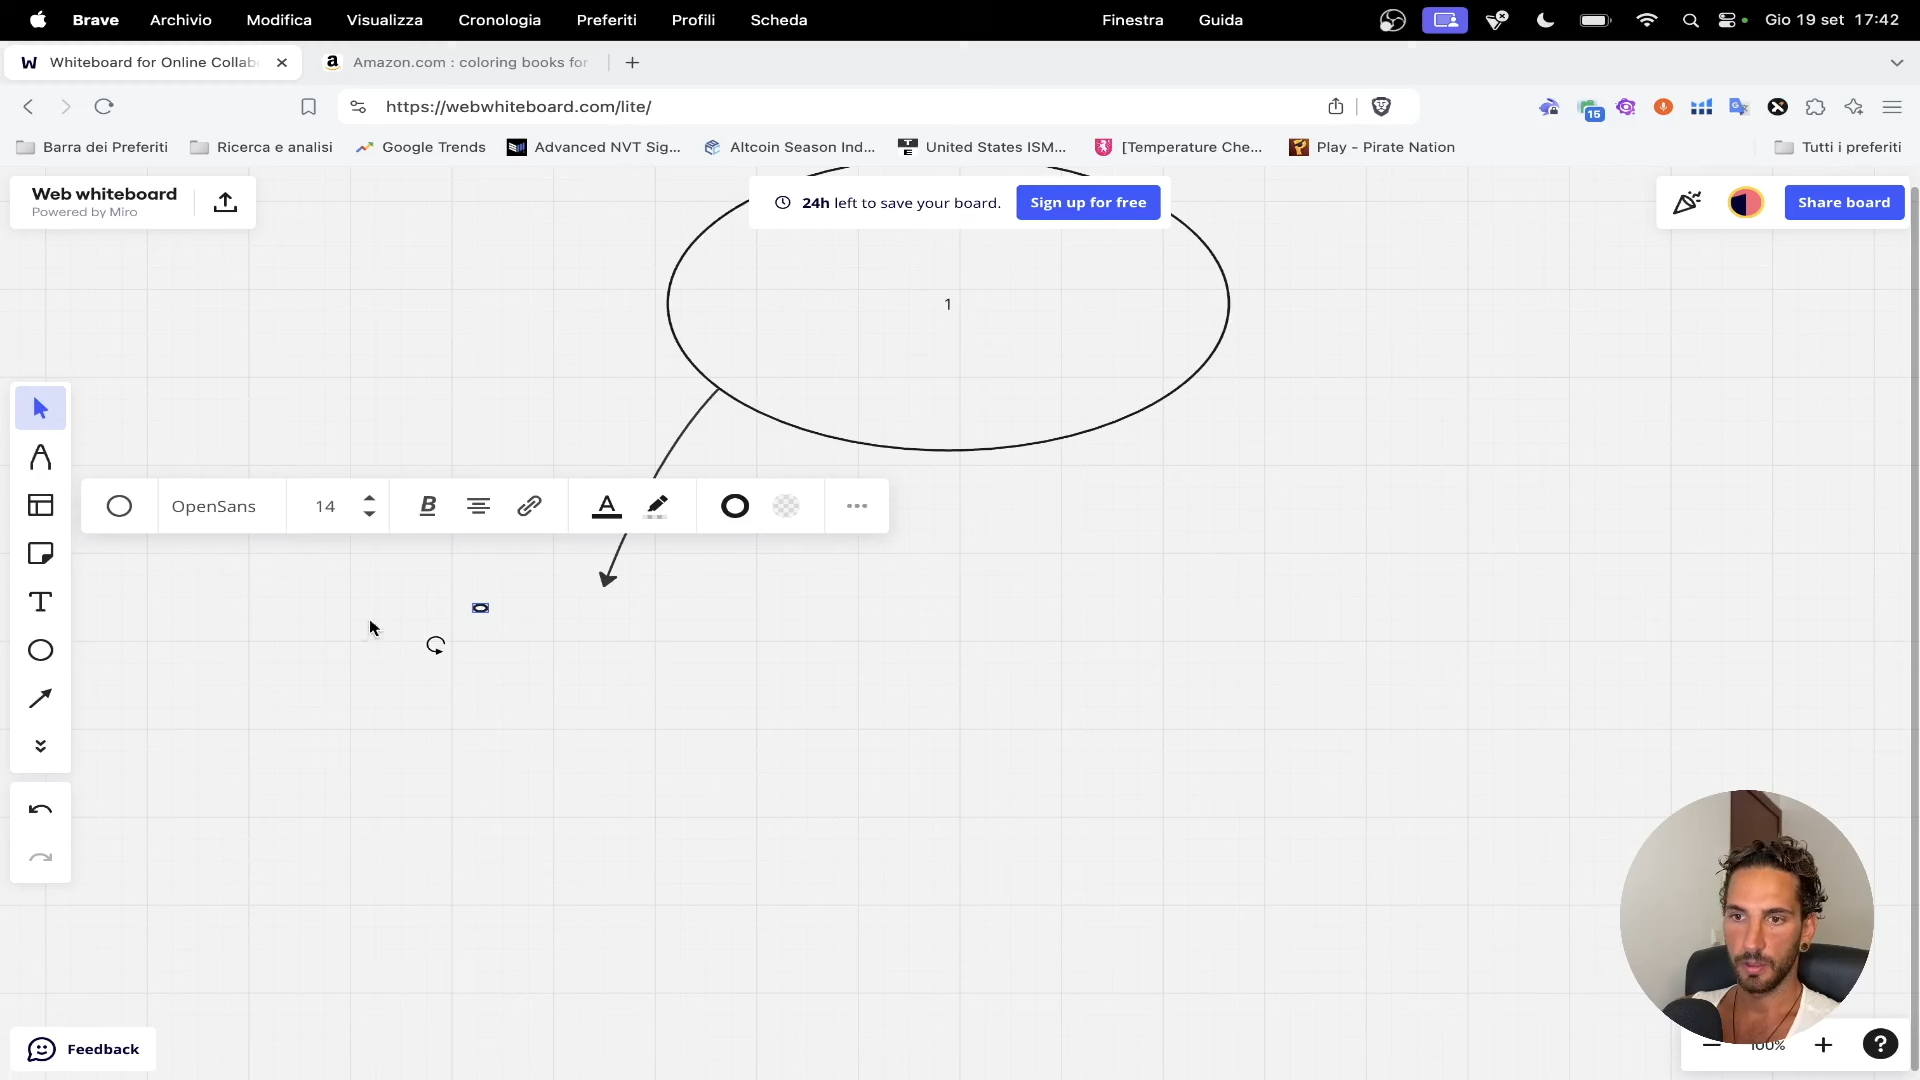 Brave Archivio Modifica Visualizza Cronologia Preferiti Profili Scheda Finestra Guida Gio 19 set 17:42
Whiteboard for Online Collab Amazon.com : coloring books for
https://webwhiteboard.com/lite/
15
Barra dei Preferiti Ricerca e analisi Google Trends Advanced NVT Sig... Altcoin Season Ind... United States ISM... [Temperature Che... Play - Pirate Nation Tutti i preferiti
Web whiteboard
Powered by Miro
24h left to save your board. Sign up for free
Share board
1
OpenSans 14 B A
T
Feedback
100%
?